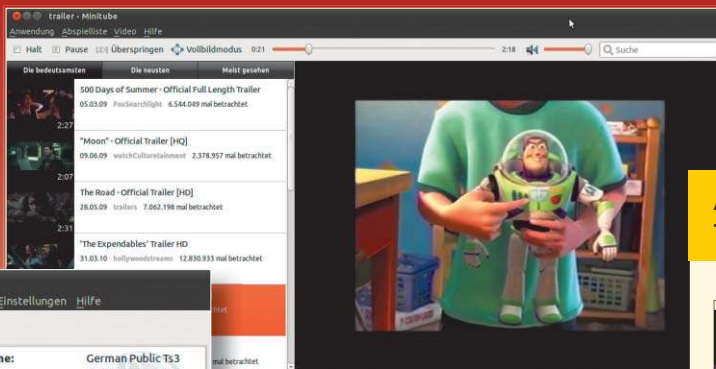 trailer - Minitube
Anwendung Abspielliste Video Hilfe
Halt Pause Überspringen Vollbildmodus 0:21 2:18 Suche
Die bedeutsamsten Die neusten Meist gesehen
500 Days of Summer - Official Full Length Trailer
05.03.09 FoxSearchlight 6.544.049 mal betrachtet
2:27
"Moon" - Official Trailer [HQ]
09.06.09 watchCulturetainment 2.378.957 mal betrachtet
2:07
The Road - Official Trailer [HD]
28.05.09 trailers 7.062.198 mal betrachtet
2:31
'The Expendables' Trailer HD
31.03.10 hollywoodstreams 12.830.933 mal betrachtet
mal betrachtet
Einstellungen Hilfe
German Public Ts3